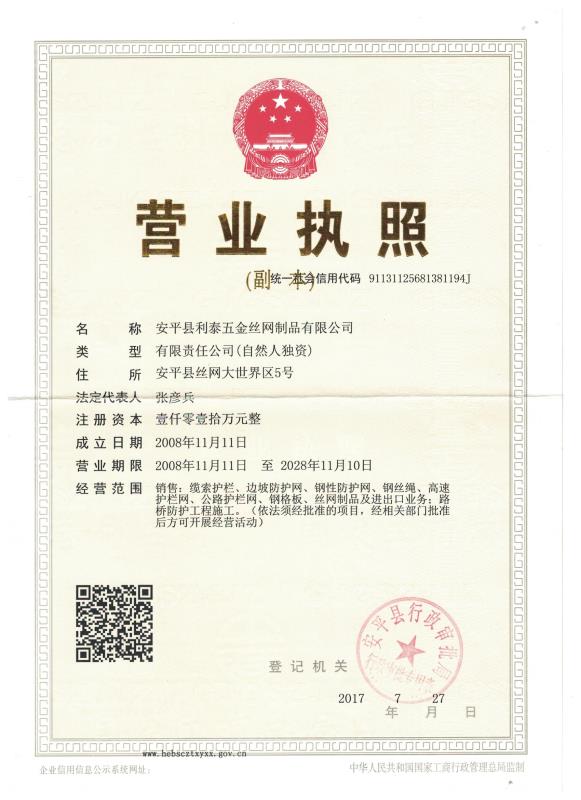 营业执照
(副 本)
统一社会信用代码 91131125681381194J
名 称 安平县利泰五金丝网制品有限公司
类 型 有限责任公司(自然人独资)
住 所 安平县丝网大世界区5号
法定代表人 张彦兵
注册资本 壹仟零壹拾万元整
成立日期 2008年11月11日
营业期限 2008年11月11日 至 2028年11月10日
经营范围 销售：缆索护栏、边坡防护网、钢性防护网、钢丝绳、高速
护栏网、公路护栏网、钢格板、丝网制品及进出口业务；路
桥防护工程施工。（依法须经批准的项目，经相关部门批准
后方可开展经营活动）
安平县行政审批局
登记机关
2017 7 27
年 月 日
www.hebscztxyxx.gov.cn
企业信用信息公示系统网址：
中华人民共和国国家工商行政管理总局监制